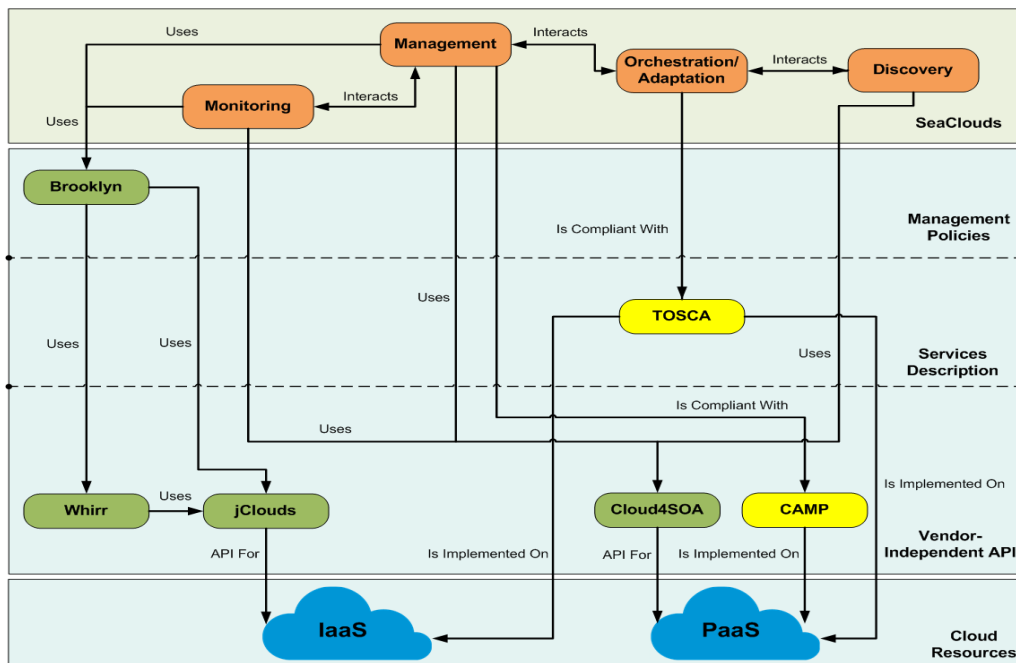 Uses
Management
Interacts
Orchestration/
Adaptation
Interacts
Discovery
Monitoring
Interacts
Uses
SeaClouds
Brooklyn
Management
Policies
Is Compliant With
Uses
TOSCA
Uses
Uses
Uses
Services
Description
Is Compliant With
Uses
Is Implemented On
Whirr
Uses
jClouds
Cloud4SOA
CAMP
Vendor-
Independent API
API For
Is Implemented On
API For
Is Implemented On
IaaS
PaaS
Cloud
Resources